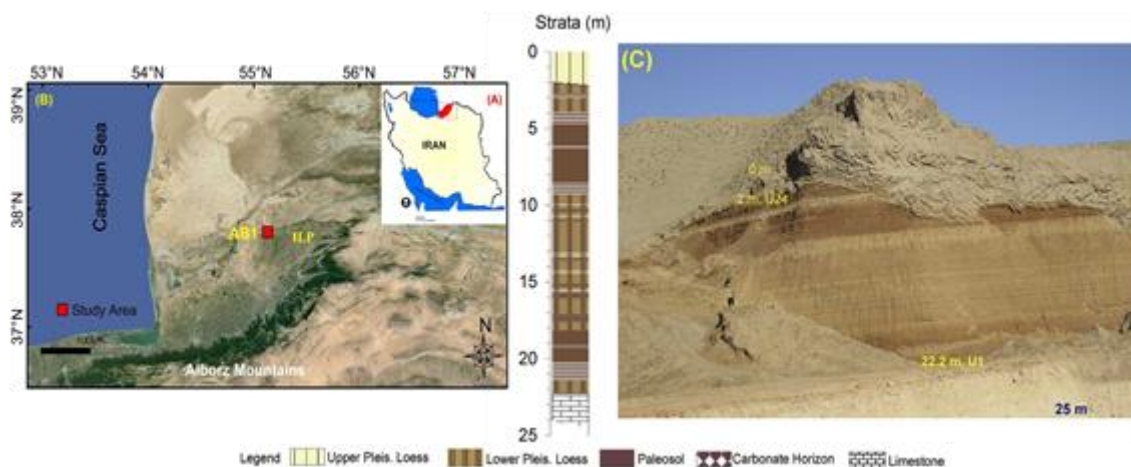 Strata (m)
53°N 54°N 55°N 56°N 57°N
39°N
38°N
37°N
(B)
(A)
IRAN
Caspian Sea
AB1
ILP
Study Area
N
Alborz Mountains
0
5
10
15
20
25
(C)
0 m
22.2 m, U1
25 m
Legend Upper Pleis. Loess Lower Pleis. Loess Paleosol Carbonate Horizon Limestone